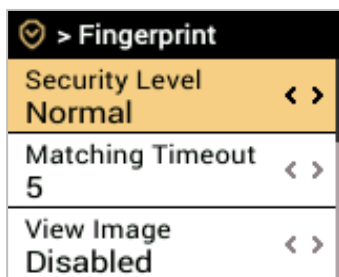 > Fingerprint
Security Level
Normal
Matching Timeout
5
View Image
Disabled